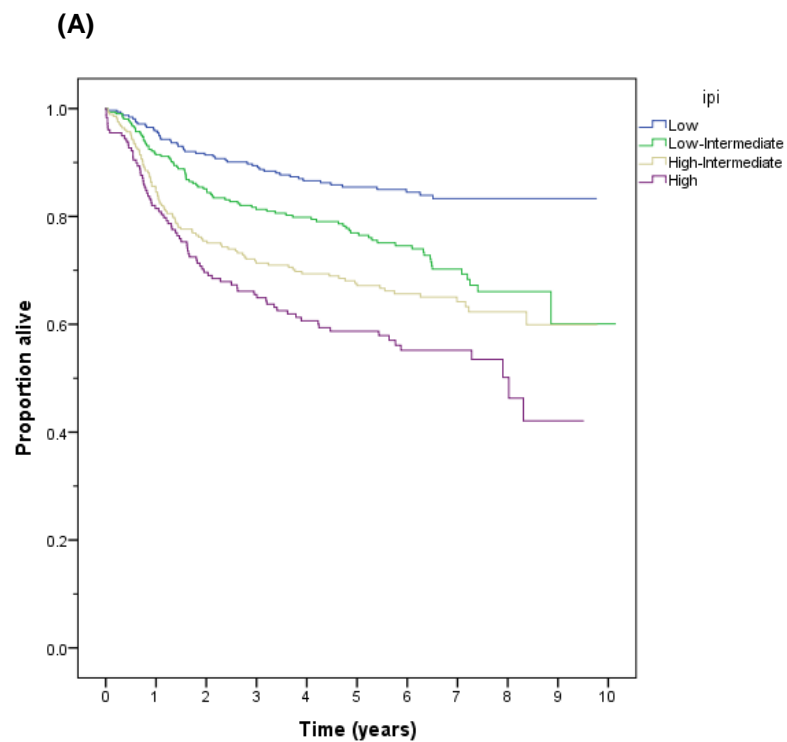 (A)
ipi
Low
Low-Intermediate
High-Intermediate
High
1.0
0.8
0.6
0.4
0.2
0.0
Proportion alive
0 1 2 3 4 5 6 7 8 9 10
Time (years)